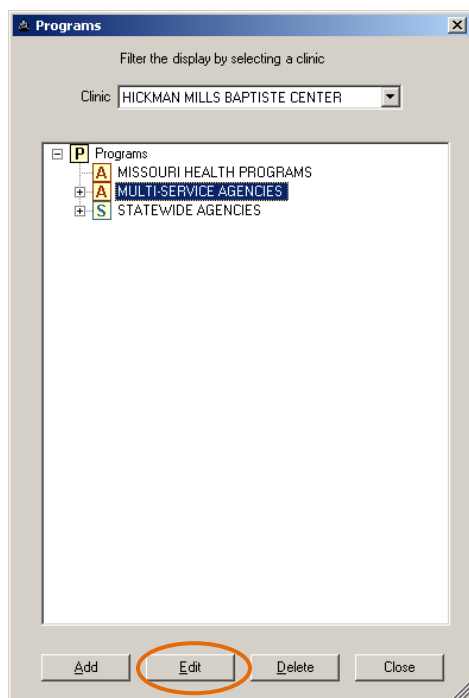 Programs
Filter the display by selecting a clinic
Clinic HICKMAN MILLS BAPTISTE CENTER
P Programs
A MISSOURI HEALTH PROGRAMS
A MULTI-SERVICE AGENCIES
S STATEWIDE AGENCIES
Add Edit Delete Close